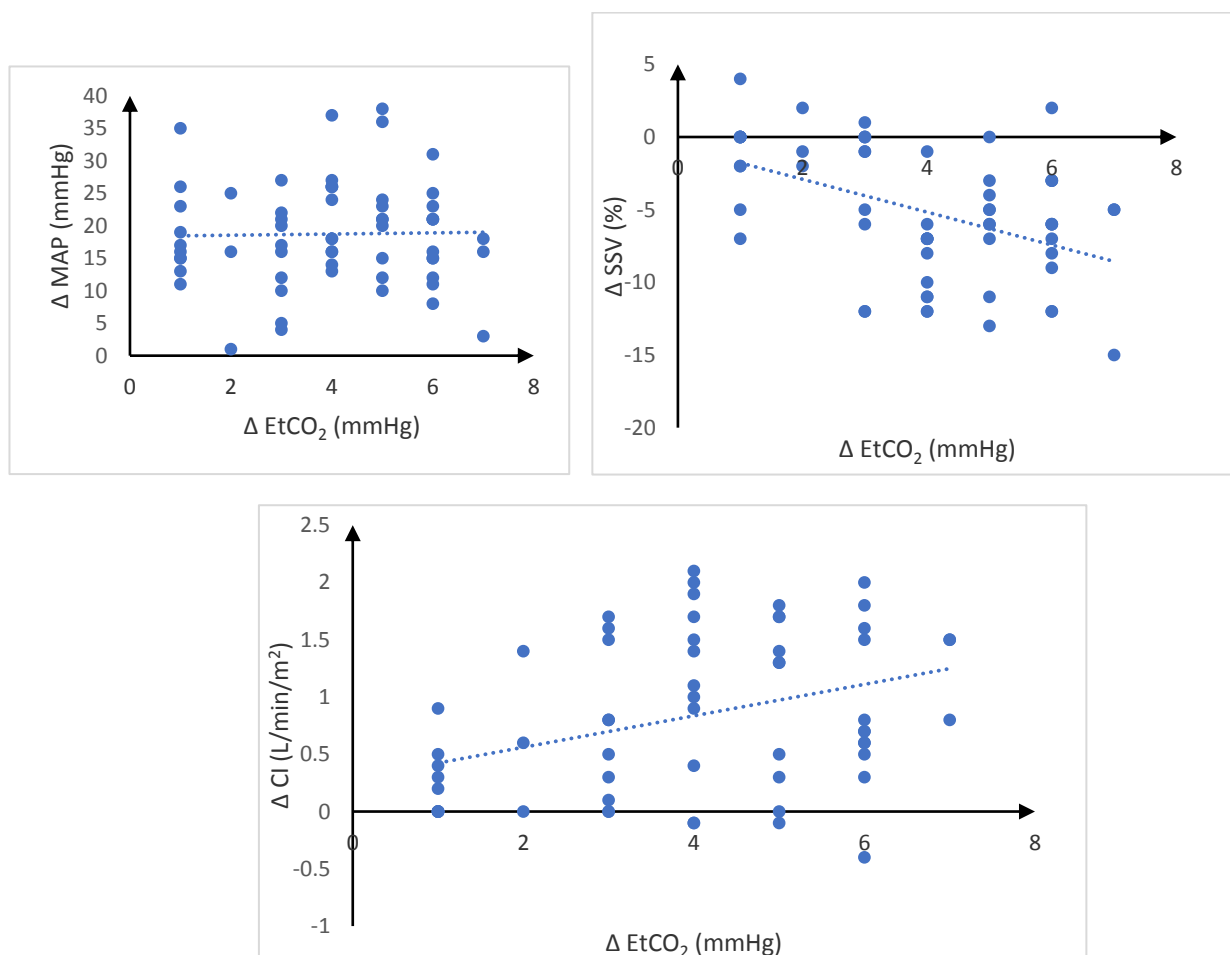 40
35
30
25
20
15
10
5
0
0 2 4 6 8
Δ MAP (mmHg)
Δ EtCO₂ (mmHg)
5
0
-5
-10
-15
-20
0 2 4 6 8
Δ SSV (%)
Δ EtCO₂ (mmHg)
2.5
2
1.5
1
0.5
0
-0.5
-1
0 2 4 6 8
Δ CI (L/min/m²)
Δ EtCO₂ (mmHg)